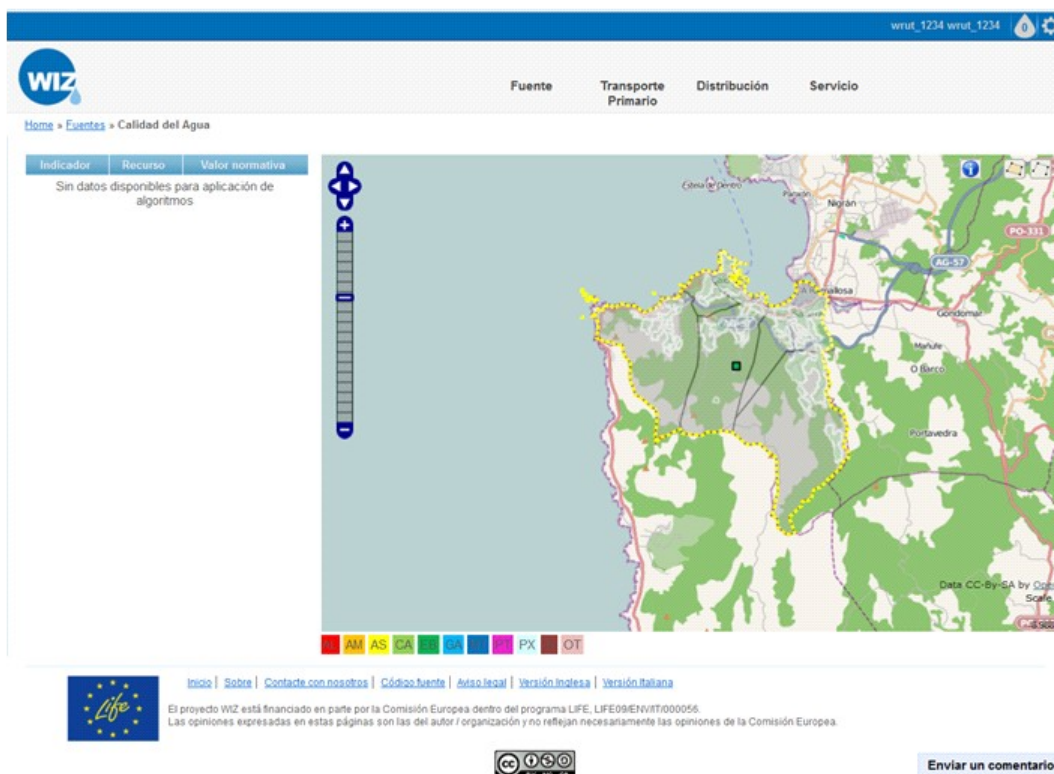 wrut_1234 wrut_1234 0
WIZ
Fuente Transporte Primario Distribución Servicio
Home » Fuentes » Calidad del Agua
Indicador Recurso Valor normativa
Sin datos disponibles para aplicación de
algoritmos
Estela de Dentro
Panxón
Nigrán
PO-331
AG-57
Gondomar
Mañufe
O Barco
Portavedra
Data CC-By-SA by
Scale
AM AS CA EB GA PT PX OT
Inicio | Sobre | Contacte con nosotros | Código fuente | Aviso legal | Versión Inglesa | Versión Italiana
Life
El proyecto WIZ está financiado en parte por la Comisión Europea dentro del programa LIFE, LIFE09/ENV/IT/000056.
Las opiniones expresadas en estas páginas son las del autor / organización y no reflejan necesariamente las opiniones de la Comisión Europea.
cc
Enviar un comentario